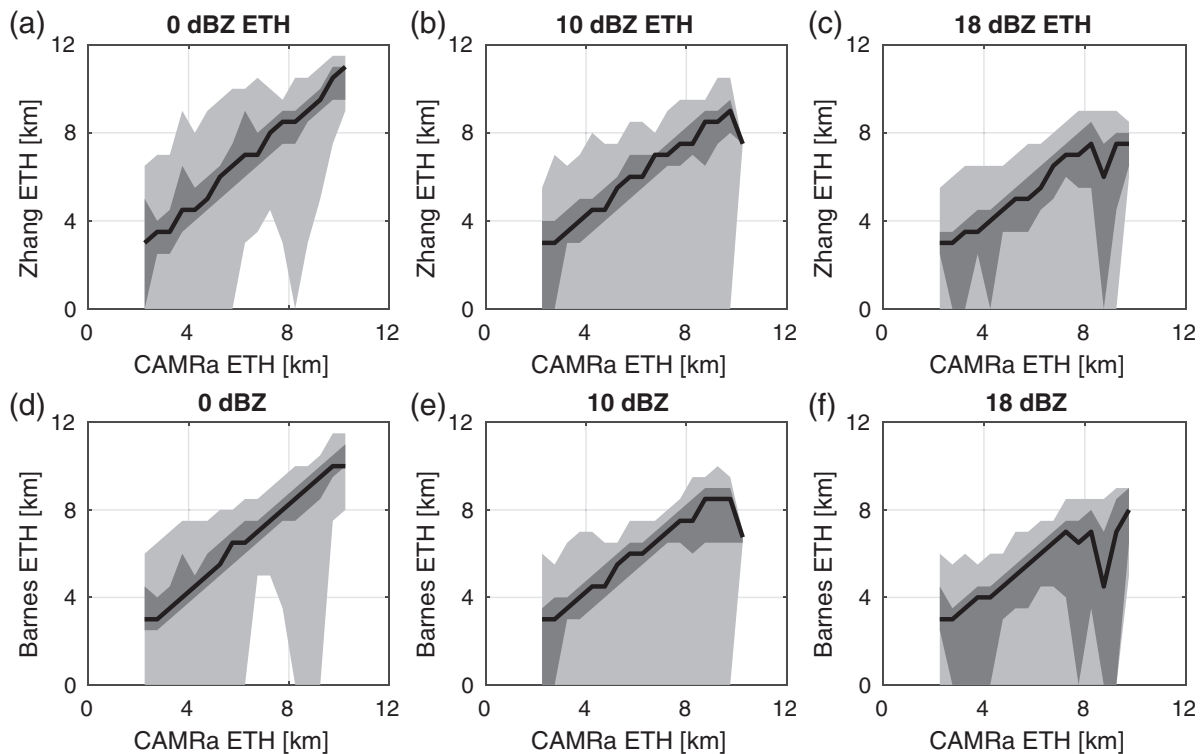 (a) 0 dBZ ETH
(b) 10 dBZ ETH
(c) 18 dBZ ETH
12
8
4
0
Zhang ETH [km]
0 4 8 12
CAMRa ETH [km]
12
8
4
0
Zhang ETH [km]
0 4 8 12
CAMRa ETH [km]
12
8
4
0
Zhang ETH [km]
0 4 8 12
CAMRa ETH [km]
(d) 0 dBZ
(e) 10 dBZ
(f) 18 dBZ
12
8
4
0
Barnes ETH [km]
0 4 8 12
CAMRa ETH [km]
12
8
4
0
Barnes ETH [km]
0 4 8 12
CAMRa ETH [km]
12
8
4
0
Barnes ETH [km]
0 4 8 12
CAMRa ETH [km]